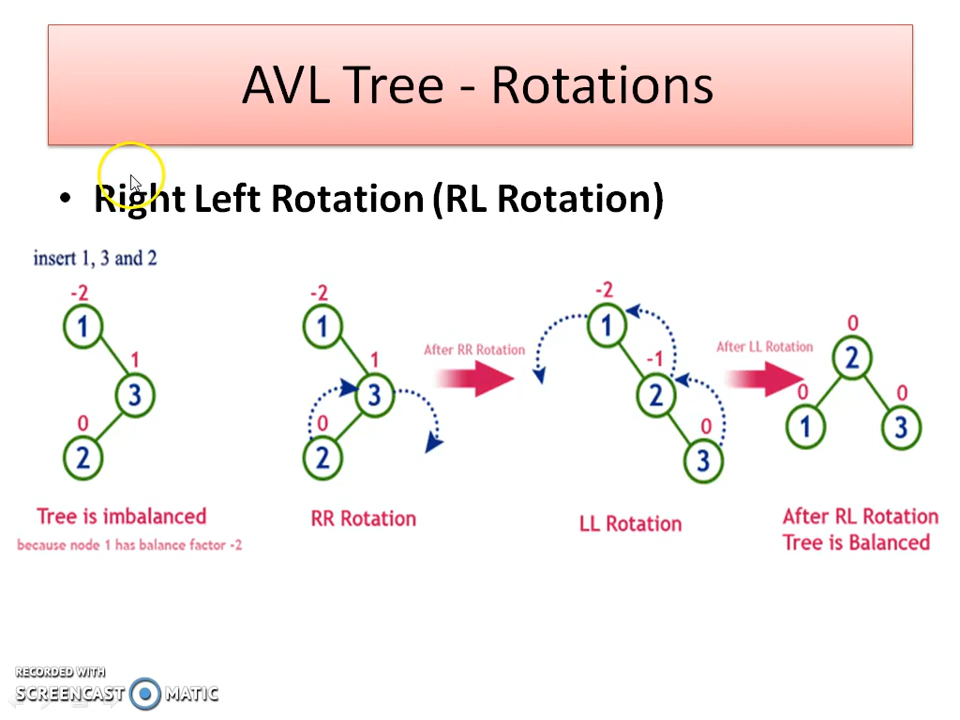 AVL Tree - Rotations
• Right Left Rotation (RL Rotation)
insert 1, 3 and 2
-2
1
1
3
0
2
Tree is imbalanced
because node 1 has balance factor -2
-2
1
1
3
0
2
RR Rotation
After RR Rotation
-2
1
-1
2
0
3
LL Rotation
After LL Rotation
0
2
0
1
0
3
After RL Rotation
Tree is Balanced
RECORDED WITH
SCREENCAST MATIC